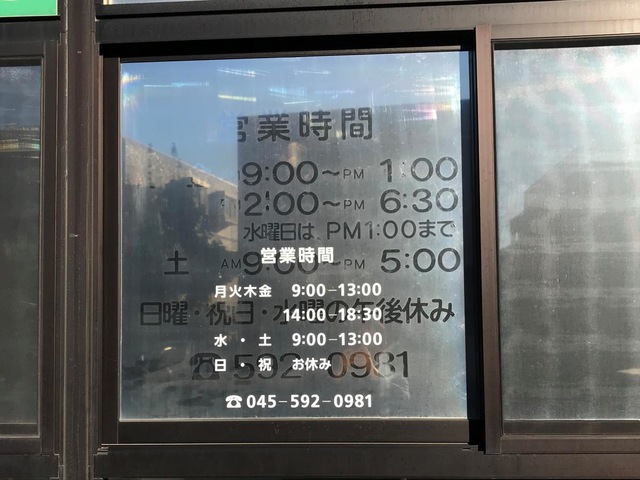 営業時間
9:00～PM 1:00
2:00～PM 6:30
水曜日は PM1:00まで
土 AM9:00～PM 5:00
日曜・祝日・水曜の午後休み
☎592-0981
営業時間
月火木金 9:00–13:00
14:00–18:30
水・土 9:00–13:00
日・祝 お休み
☎045–592–0981